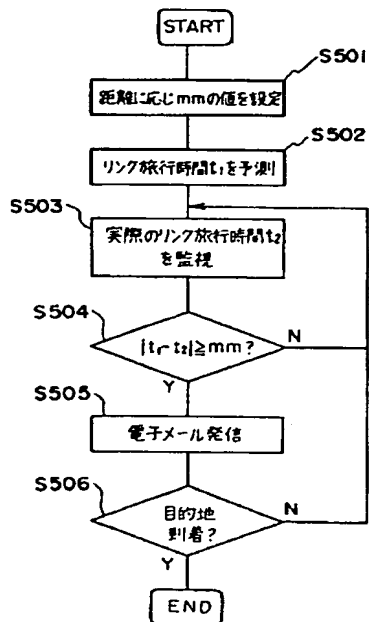 START
S501
距離に応じmmの値を設定
S502
リンク旅行時間t₁を予測
S503
実際のリンク旅行時間t₂
を監視
S504
|t₁-t₂|≧mm?
N
Y
S505
電子メール発信
S506
目的地
到着?
N
Y
END